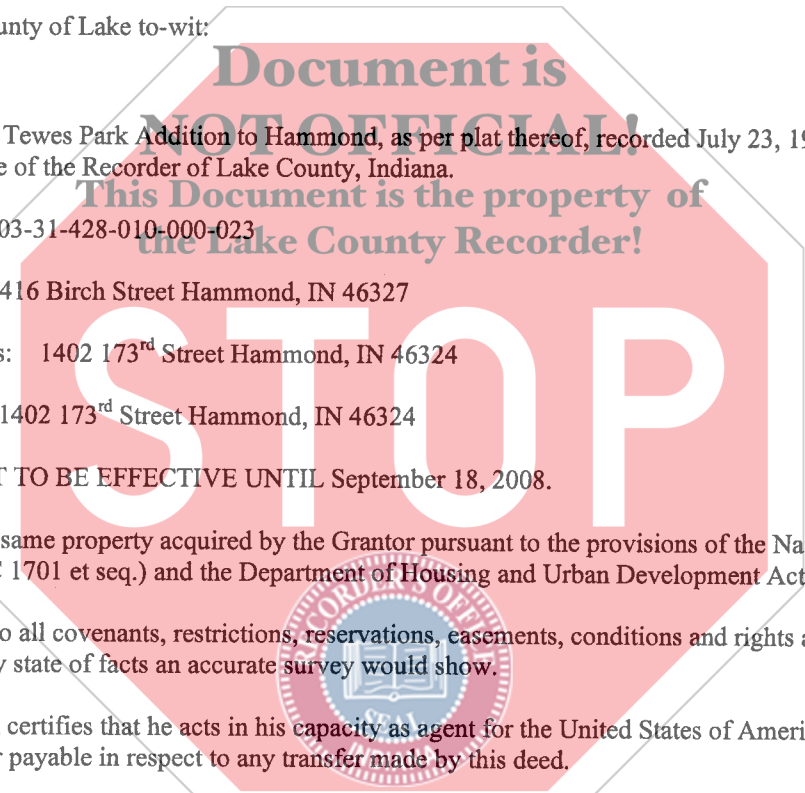 unty of Lake to-wit:
Document is
NOT OFFICIAL!
Tewes Park Addition to Hammond, as per plat thereof, recorded July 23, 19
e of the Recorder of Lake County, Indiana.
This Document is the property of
03-31-428-010-000-023
the Lake County Recorder!
416 Birch Street Hammond, IN 46327
STOP
s: 1402 173rd Street Hammond, IN 46324
1402 173rd Street Hammond, IN 46324
T TO BE EFFECTIVE UNTIL September 18, 2008.
same property acquired by the Grantor pursuant to the provisions of the Na
C 1701 et seq.) and the Department of Housing and Urban Development Act
RECORDER'S OFFICE
o all covenants, restrictions, reservations, easements, conditions and rights a
y state of facts an accurate survey would show.
SEAL
certifies that he acts in his capacity as agent for the United States of Ameri
r payable in respect to any transfer made by this deed.